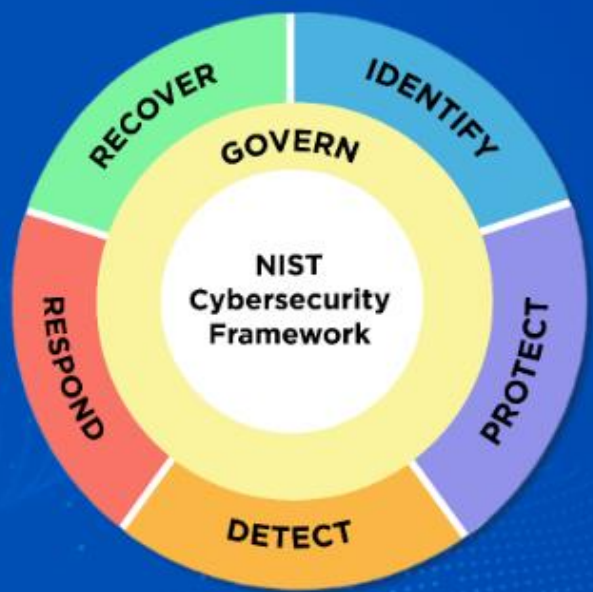 RECOVER
IDENTIFY
GOVERN
NIST
Cybersecurity
Framework
RESPOND
PROTECT
DETECT